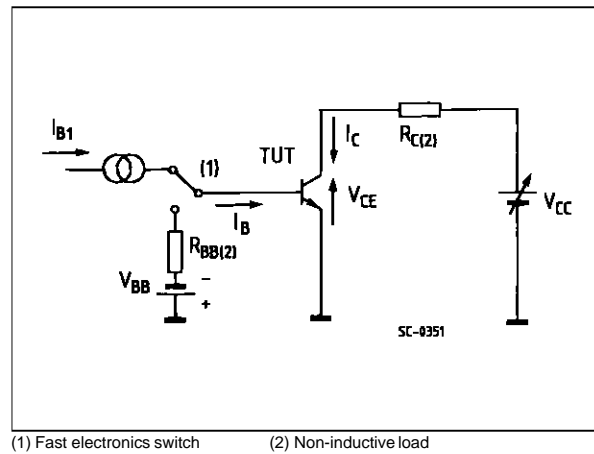 I_B1
(1)
TUT
I_C
R_C(2)
I_B
V_CE
V_CC
R_BB(2)
V_BB
−
+
SC-0351
(1) Fast electronics switch (2) Non-inductive load